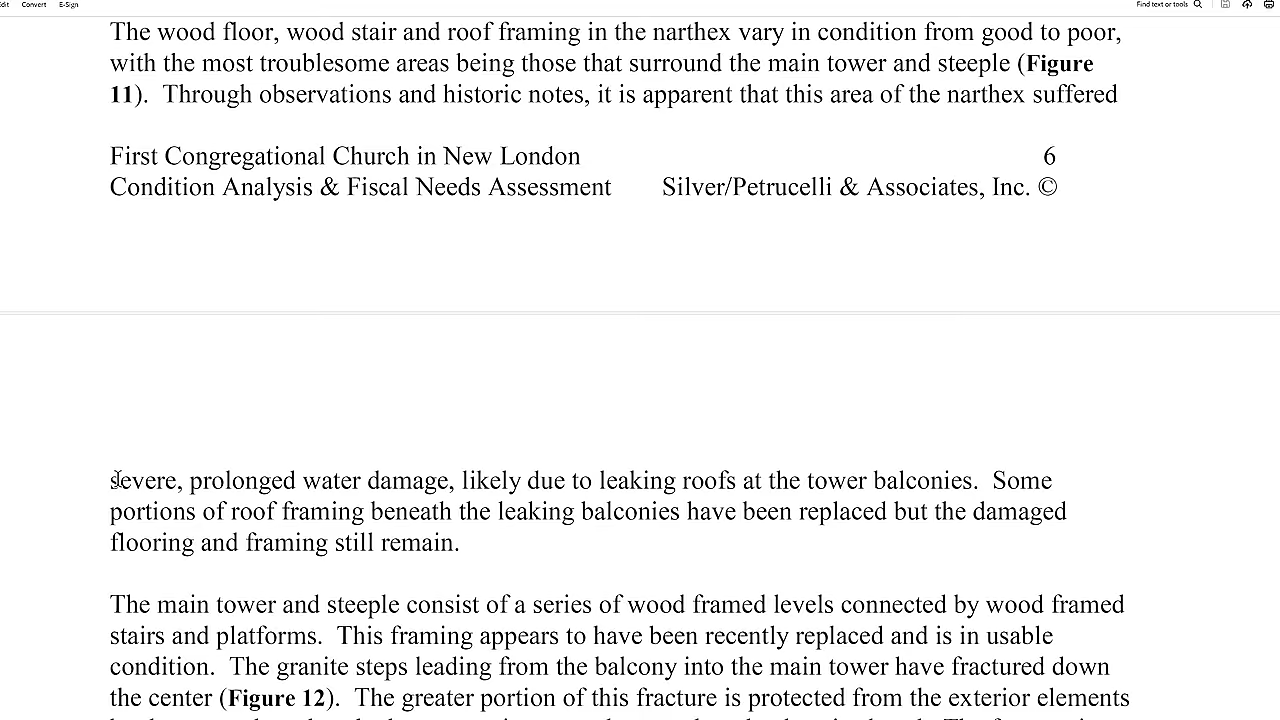 Convert E-Sign Find text or tools
The wood floor, wood stair and roof framing in the narthex vary in condition from good to poor,
with the most troublesome areas being those that surround the main tower and steeple (Figure
11). Through observations and historic notes, it is apparent that this area of the narthex suffered
First Congregational Church in New London 6
Condition Analysis & Fiscal Needs Assessment Silver/Petrucelli & Associates, Inc. ©
severe, prolonged water damage, likely due to leaking roofs at the tower balconies. Some
portions of roof framing beneath the leaking balconies have been replaced but the damaged
flooring and framing still remain.
The main tower and steeple consist of a series of wood framed levels connected by wood framed
stairs and platforms. This framing appears to have been recently replaced and is in usable
condition. The granite steps leading from the balcony into the main tower have fractured down
the center (Figure 12). The greater portion of this fracture is protected from the exterior elements